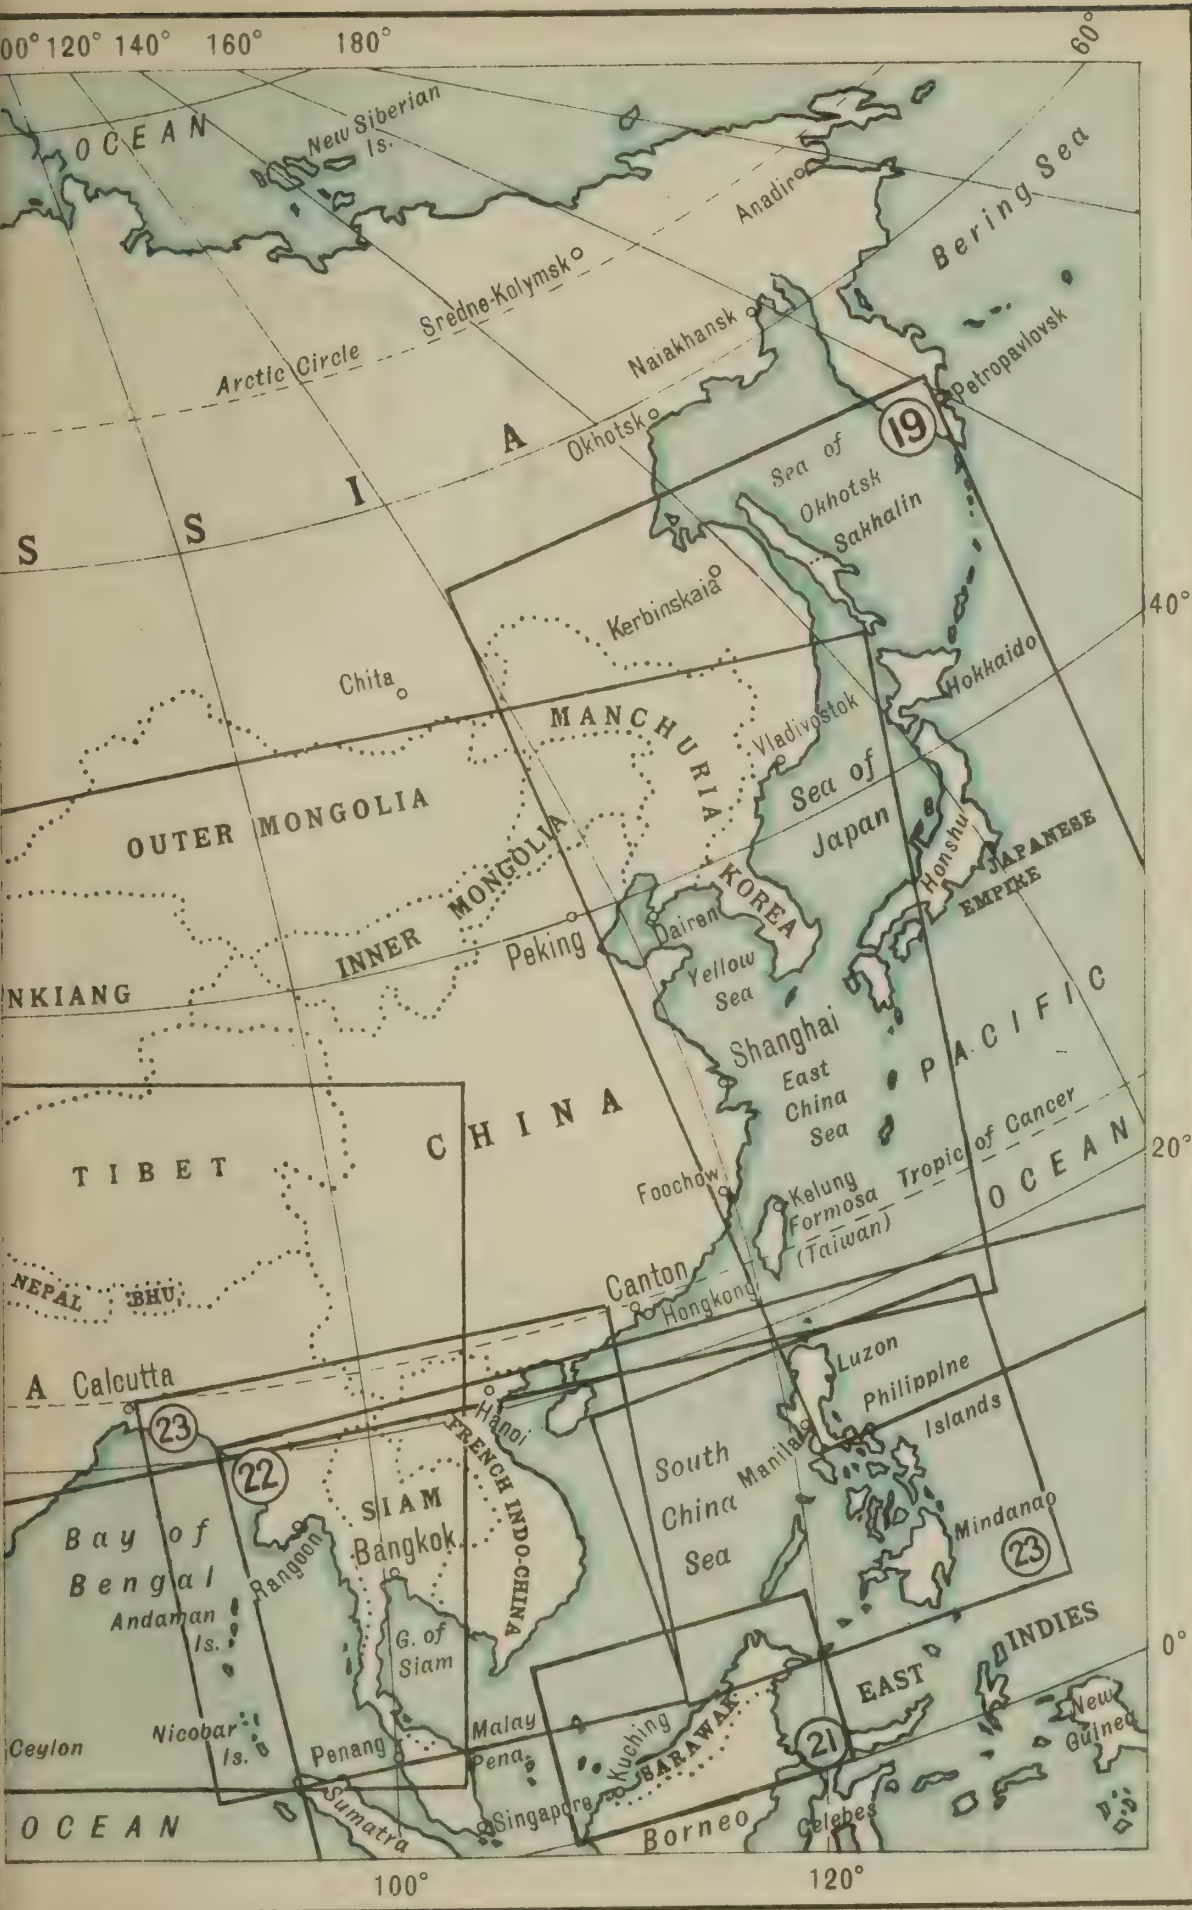 00° 120° 140° 160° 180° 60°
OCEAN
New Siberian
Is.
Anadir
Bering Sea
Sredne-Kolymsk
Arctic Circle
Naiakhansk
Petropavlovsk
Okhotsk
19
S S I A
Sea of
Okhotsk
Sakhalin
Kerbinskaia
40°
Chita
Hokkaido
MANCHURIA
Vladivostok
OUTER MONGOLIA
Sea of
Japan
INNER MONGOLIA
Honshu
JAPANESE
EMPIRE
KOREA
Peking
Dairen
NKIANG
Yellow
Sea
Shanghai
East
China
Sea
PACIFIC
OCEAN
CHINA
TIBET
Foochow
Kelung
Formosa
(Taiwan)
Tropic of Cancer
20°
NEPAL
BHU.
Canton
Hongkong
A
Calcutta
23
22
Hanoi
FRENCH INDO-CHINA
Luzon
Philippine
Islands
Manila
South
China
Sea
SIAM
Bangkok
Rangoon
Bay of
Bengal
Andaman
Is.
Mindanao
23
G. of
Siam
EAST INDIES
0°
Nicobar
Is.
Ceylon
Penang
Malay
Pena.
Kuching
SARAWAK
21
New
Guinea
OCEAN
Sumatra
Singapore
Borneo
Celebes
100° 120°